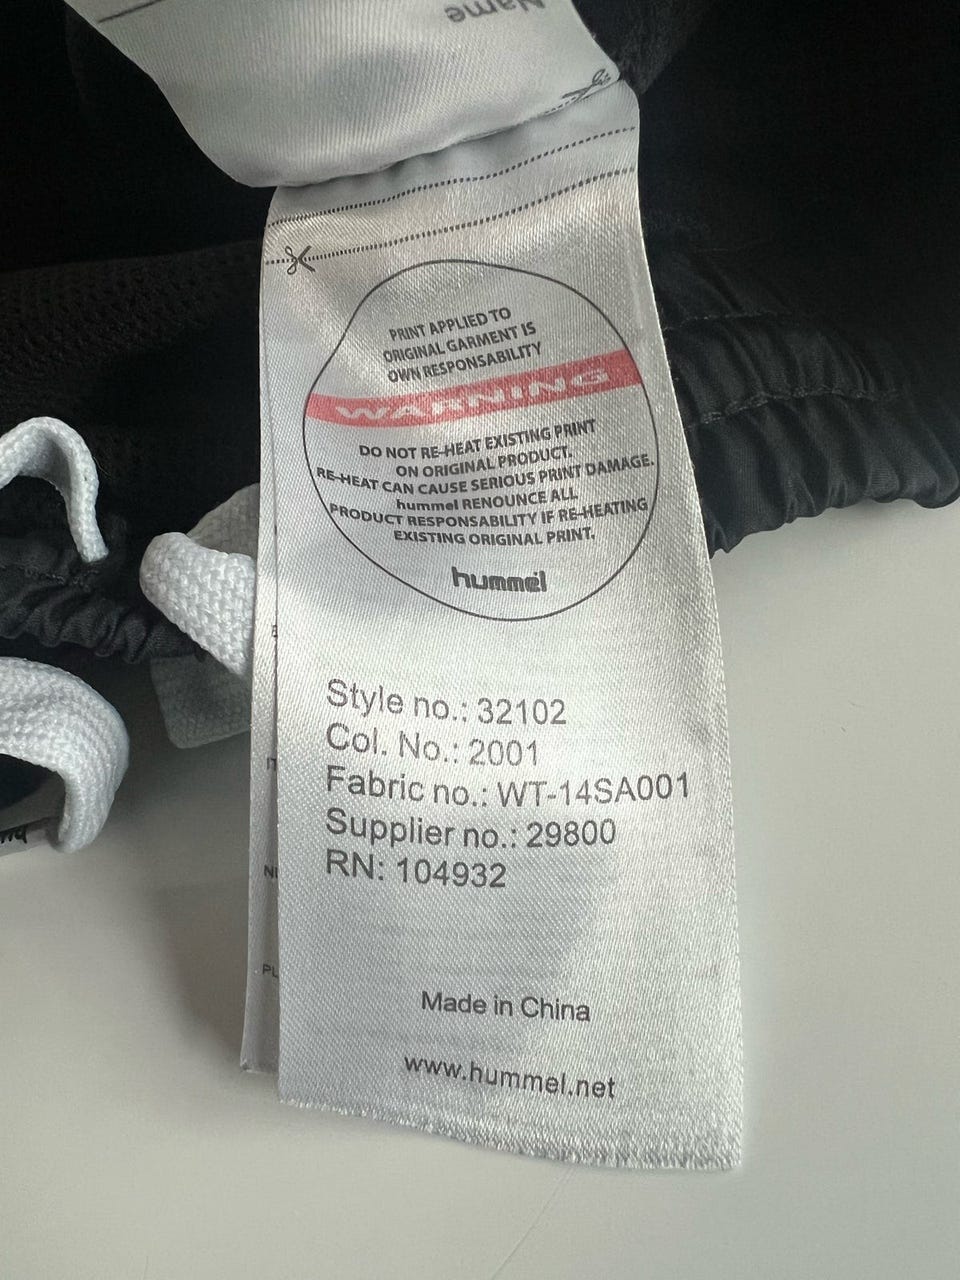 Name
PRINT APPLIED TO
ORIGINAL GARMENT IS
OWN RESPONSABILITY
WARNING
DO NOT RE-HEAT EXISTING PRINT
ON ORIGINAL PRODUCT.
RE-HEAT CAN CAUSE SERIOUS PRINT DAMAGE.
hummel RENOUNCE ALL
PRODUCT RESPONSABILITY IF RE-HEATING
EXISTING ORIGINAL PRINT.
hummel
Style no.: 32102
Col. No.: 2001
Fabric no.: WT-14SA001
Supplier no.: 29800
RN: 104932
Made in China
www.hummel.net
PL